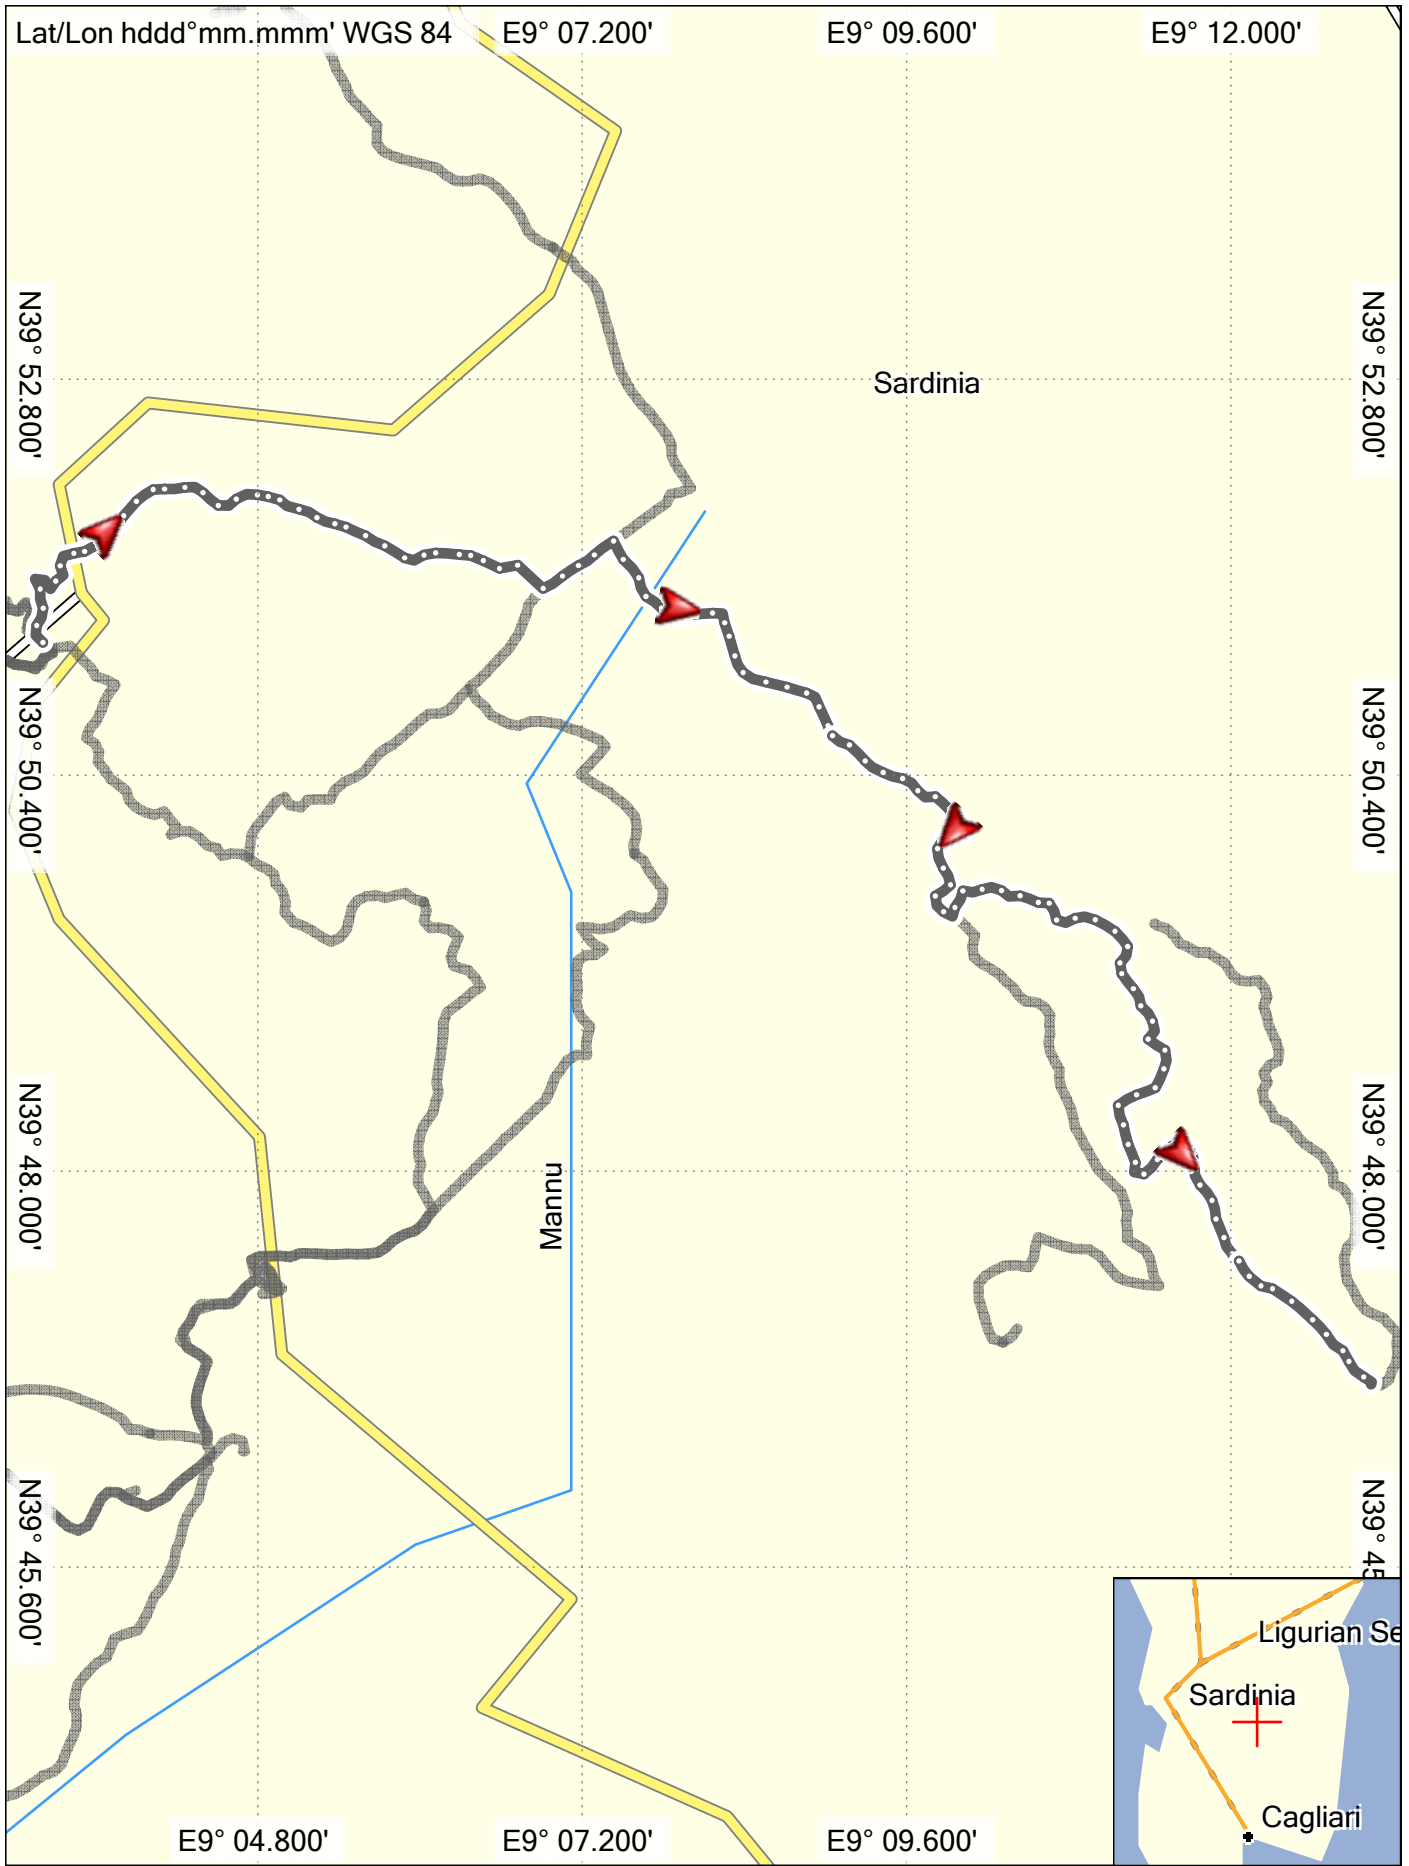 Lat/Lon hddd°mm.mmm' WGS 84
E9° 07.200'
E9° 09.600'
E9° 12.000'
N39° 52.800'
N39° 52.800'
Sardinia
N39° 50.400'
N39° 50.400'
N39° 48.000'
N39° 48.000'
Mannu
N39° 45.600'
N39° 45
Ligurian Se
Sardinia
Cagliari
E9° 04.800'
E9° 07.200'
E9° 09.600'